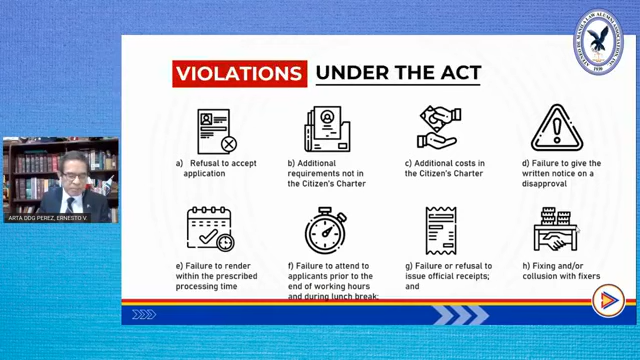 VIOLATIONS UNDER THE ACT
a) Refusal to accept
application
b) Additional
requirements not in
the Citizen's Charter
c) Additional costs in
the Citizen's Charter
d) Failure to give the
written notice on a
disapproval
e) Failure to render
within the prescribed
processing time
f) Failure to attend to
applicants prior to the
end of working hours
and during lunch break;
g) Failure or refusal to
issue official receipts;
and
h) Fixing and/or
collusion with fixers
ARTA DDG PEREZ, ERNESTO V.